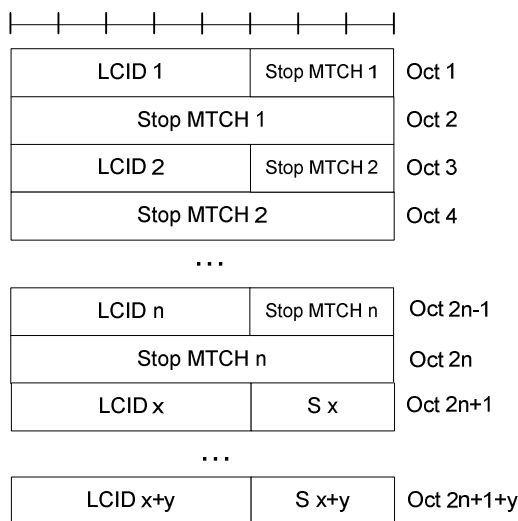 LCID 1 Stop MTCH 1 Oct 1
Stop MTCH 1 Oct 2
LCID 2 Stop MTCH 2 Oct 3
Stop MTCH 2 Oct 4
...
LCID n Stop MTCH n Oct 2n-1
Stop MTCH n Oct 2n
LCID x S x Oct 2n+1
...
LCID x+y S x+y Oct 2n+1+y